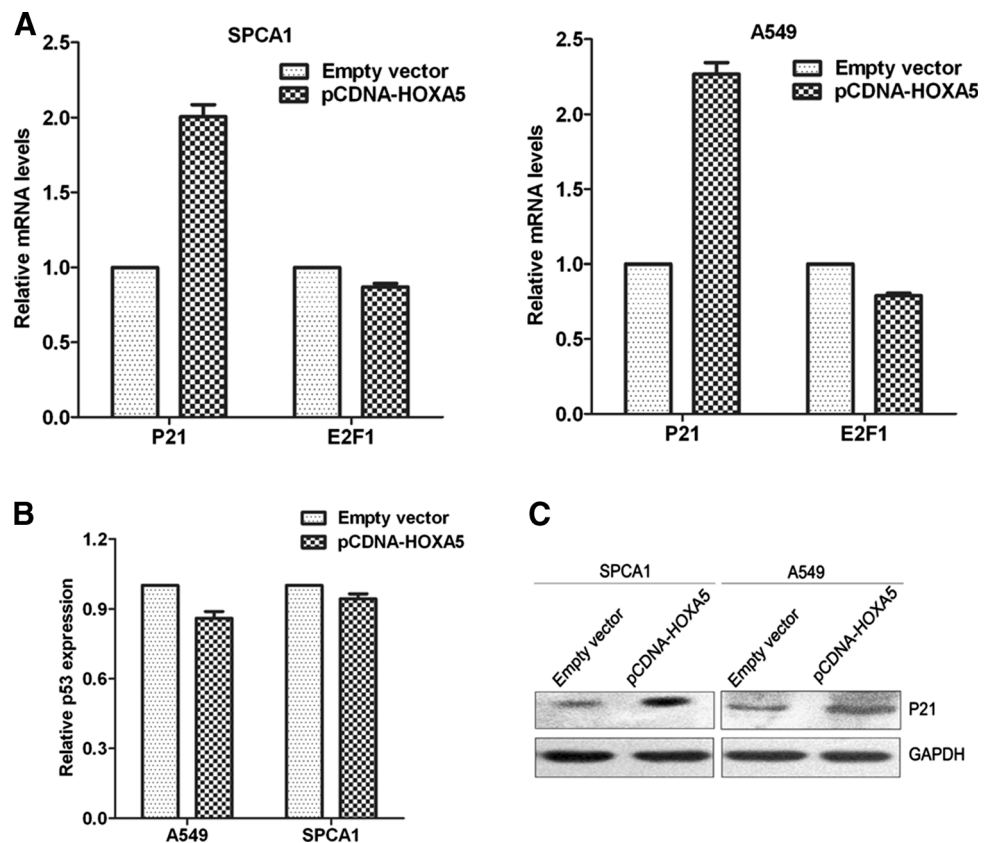 A
SPCA1
Empty vector
pCDNA-HOXA5
Relative mRNA levels
2.5
2.0
1.5
1.0
0.5
0.0
P21
E2F1
A549
Empty vector
pCDNA-HOXA5
Relative mRNA levels
2.5
2.0
1.5
1.0
0.5
0.0
P21
E2F1
B
Empty vector
pCDNA-HOXA5
Relative p53 expression
1.2
0.9
0.6
0.3
0.0
A549
SPCA1
C
SPCA1
A549
Empty vector
pCDNA-HOXA5
Empty vector
pCDNA-HOXA5
P21
GAPDH